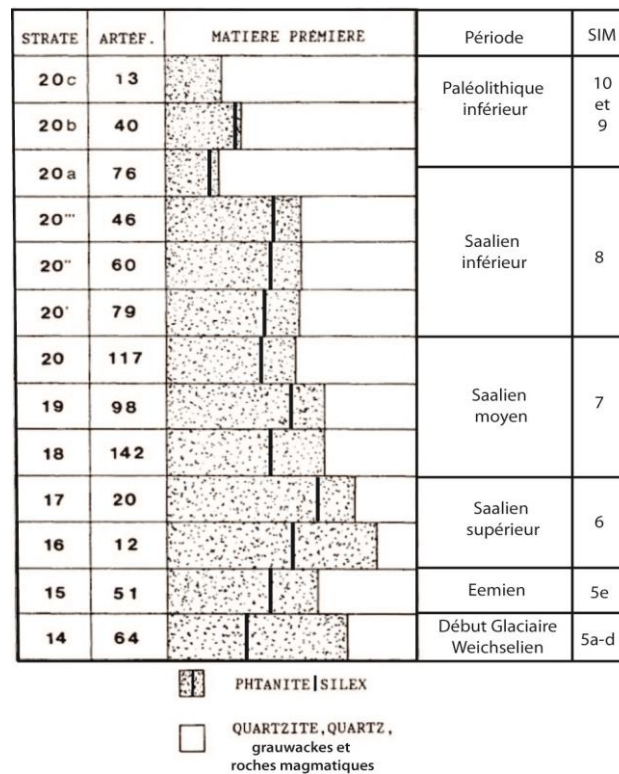 STRATE ARTÉF. MATIERE PRÉMIERE Période SIM
20c 13 Paléolithique inférieur 10 et 9
20b 40
20a 76 Saalien inférieur 8
20''' 46
20'' 60
20' 79
20 117 Saalien moyen 7
19 98
18 142
17 20 Saalien supérieur 6
16 12
15 51 Eemien 5e
14 64 Début Glaciaire Weichselien 5a-d
PHTANITE | SILEX
QUARTZITE, QUARTZ,
grauwackes et
roches magmatiques